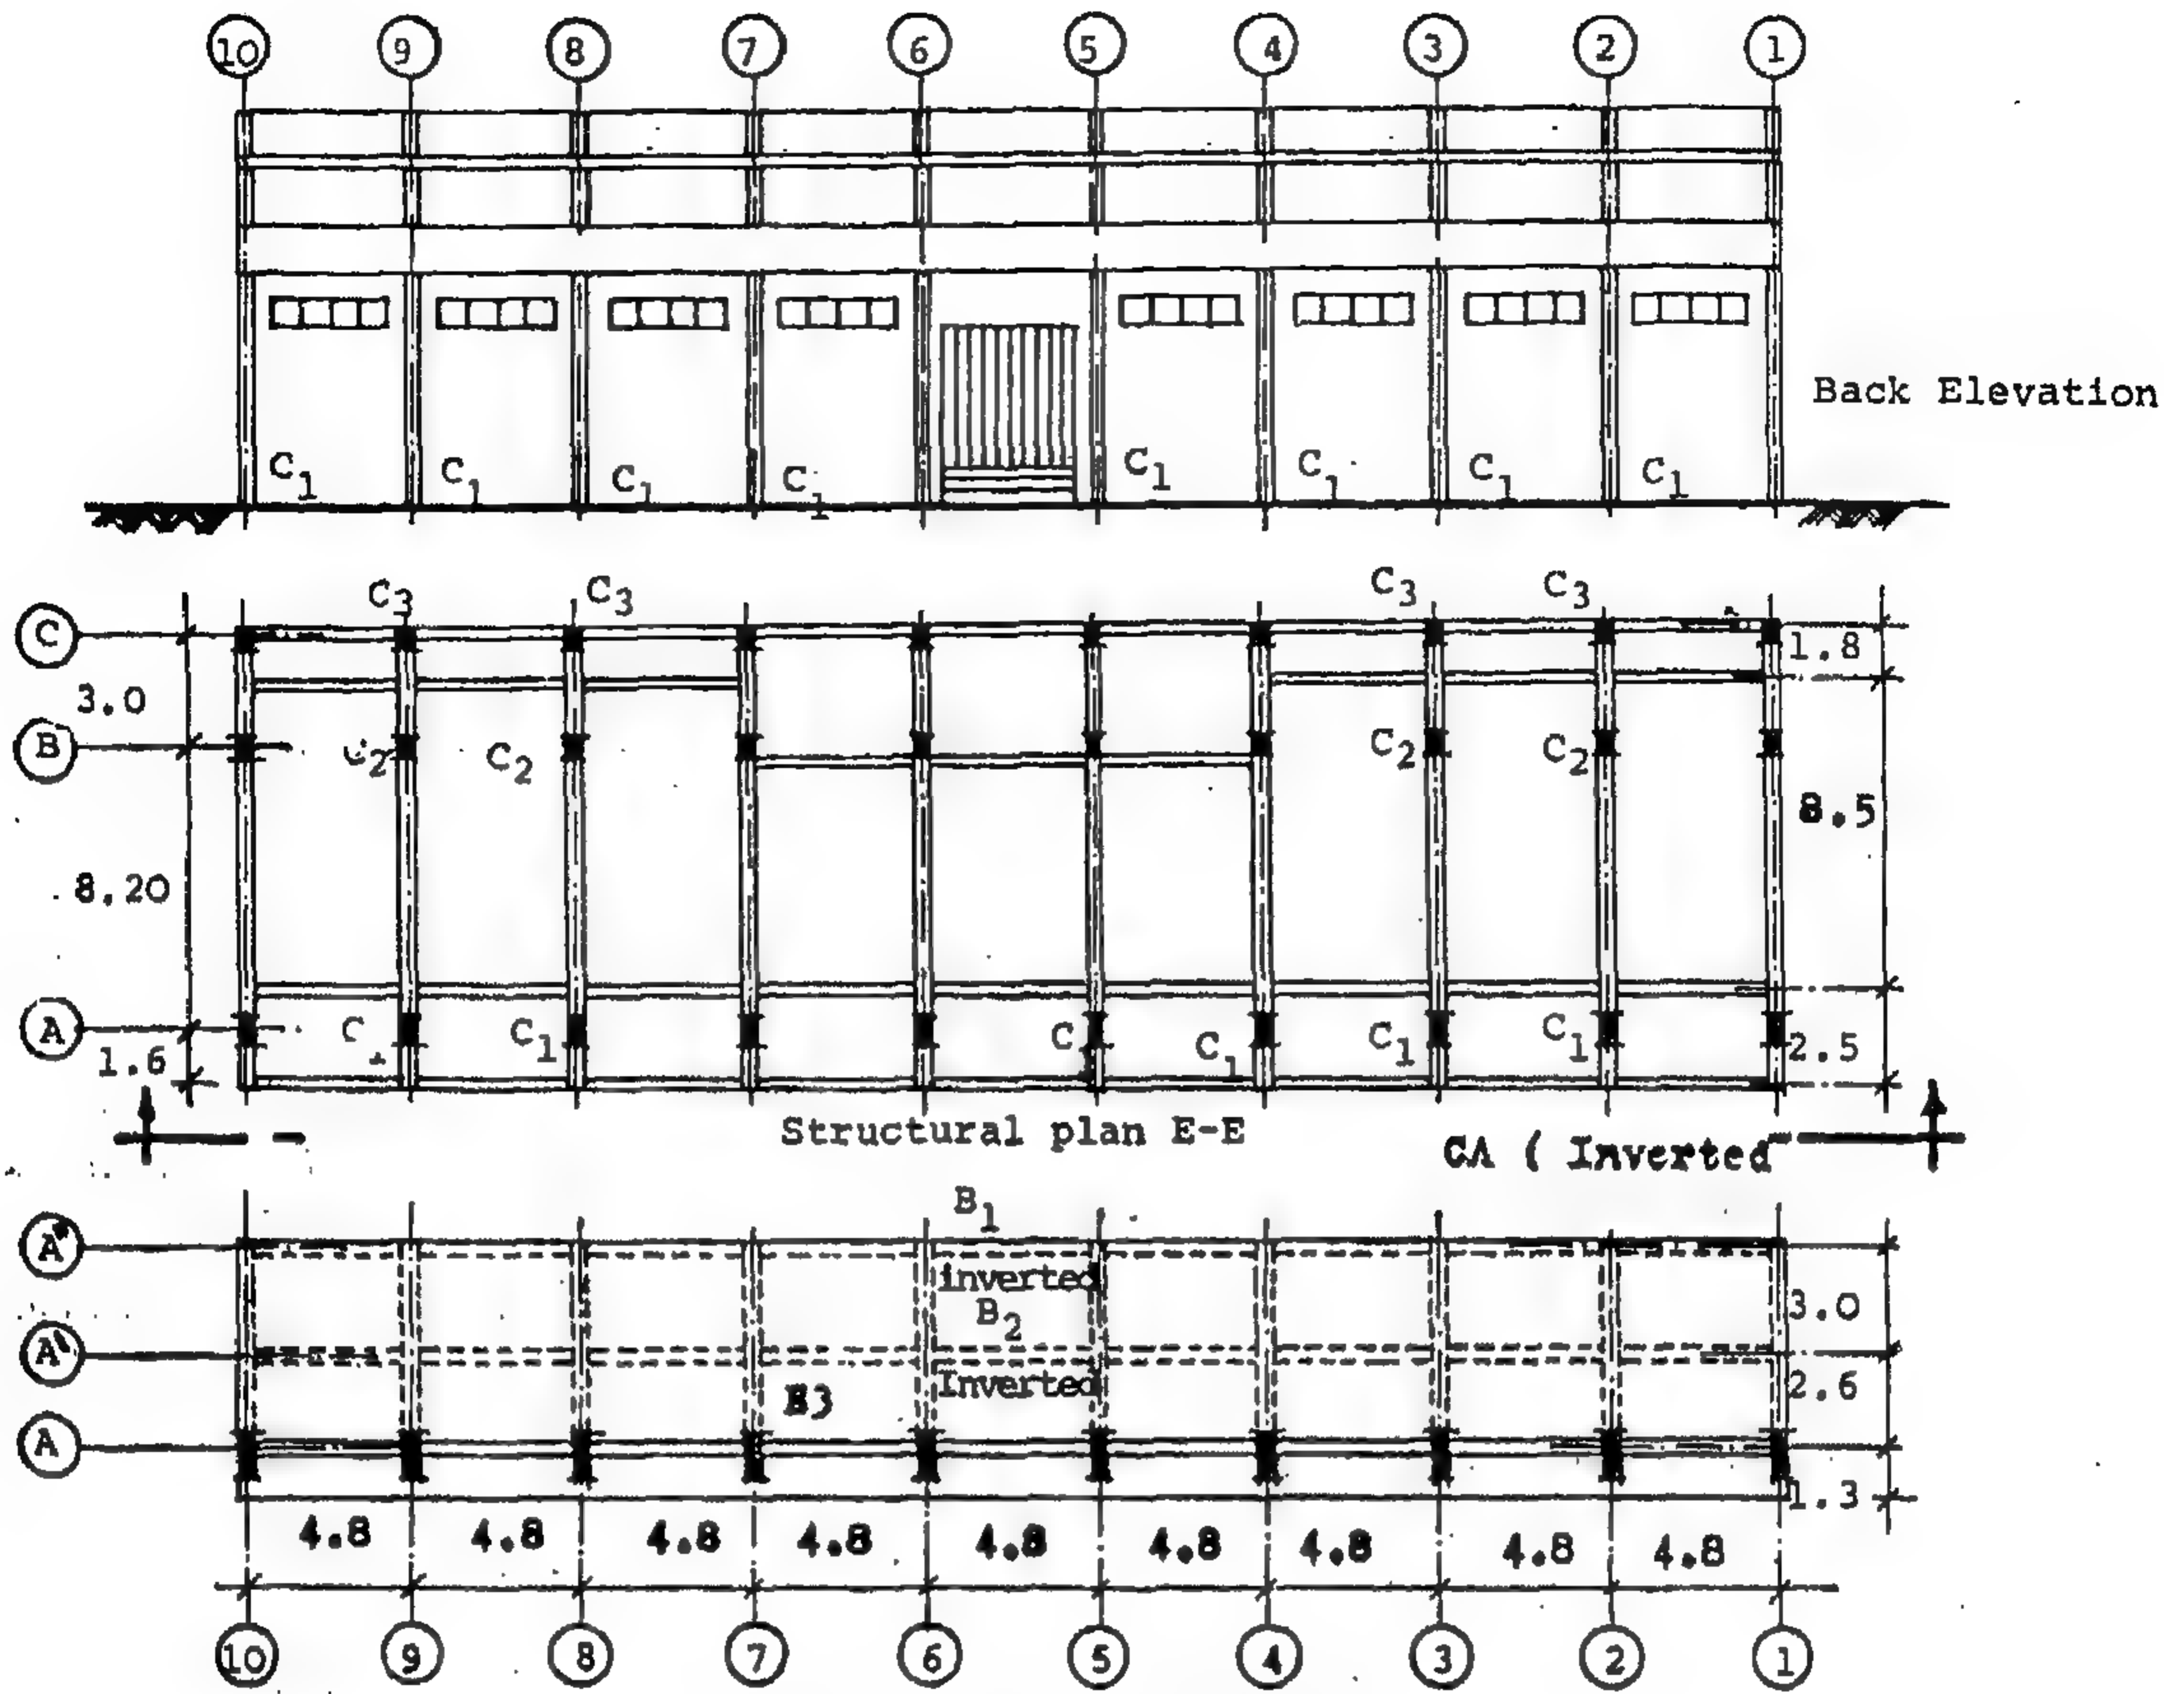 10 9 8 7 6 5 4 3 2 1
Back Elevation
C1 C1 C1 C1 C1 C1 C1 C1
C3 C3 C3 C3
C
1.8
3.0
B
C2 C2 C2 C2
8.5
8.20
A
C1 C1 C1 C1 C1 C1
1.6
2.5
Structural plan E-E
CA ( Inverted
B1
A"
inverted
3.0
B2
A'
Inverted
2.6
B3
A
1.3
4.8 4.8 4.8 4.8 4.8 4.8 4.8 4.8 4.8
10 9 8 7 6 5 4 3 2 1